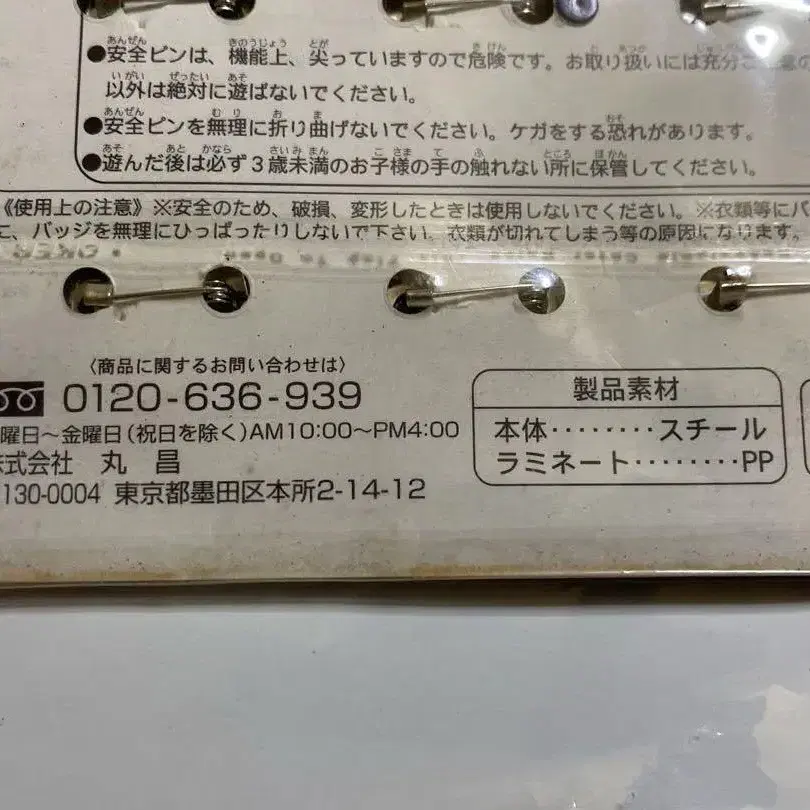 ●安全ピンは、機能上、尖っていますので危険です。お取り扱いには充分ご注意の
以外は絶対に遊ばないでください。
●安全ピンを無理に折り曲げないでください。ケガをする恐れがあります。
●遊んだ後は必ず3歳未満のお子様の手の触れない所に保管してください。
《使用上の注意》※安全のため、破損、変形したときは使用しないでください。※衣類等にバ
に、バッジを無理にひっぱったりしないで下さい。衣類が切れてしまう等の原因になります。
〈商品に関するお問い合わせは〉
0120-636-939
曜日〜金曜日(祝日を除く)AM10:00〜PM4:00
株式会社 丸昌
130-0004 東京都墨田区本所2-14-12
製品素材
本体………スチール
ラミネート………PP